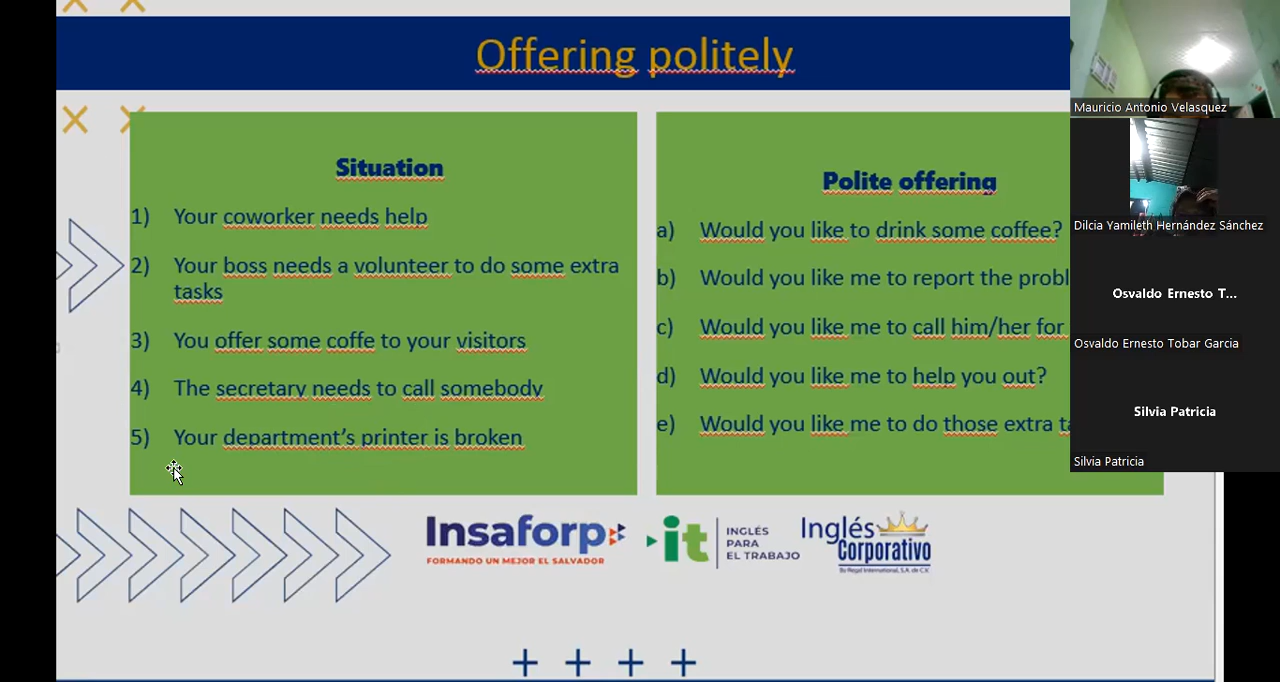 Offering politely
Situation
1) Your coworker needs help
2) Your boss needs a volunteer to do some extra
tasks
3) You offer some coffe to your visitors
4) The secretary needs to call somebody
5) Your department's printer is broken
Polite offering
a) Would you like to drink some coffee?
b) Would you like me to report the
c) Would you like me to call him/her for
d) Would you like me to help you out?
e) Would you like me to do those extra
Insaforp
FORMANDO UN MEJOR EL SALVADOR
it
INGLÉS
PARA
EL TRABAJO
Inglés
Corporativo
By Regal International, S.A. de C.V.
Mauricio Antonio Velasquez
Dilcia Yamileth Hernández Sánchez
Osvaldo Ernesto T...
Osvaldo Ernesto Tobar Garcia
Silvia Patricia
Silvia Patricia